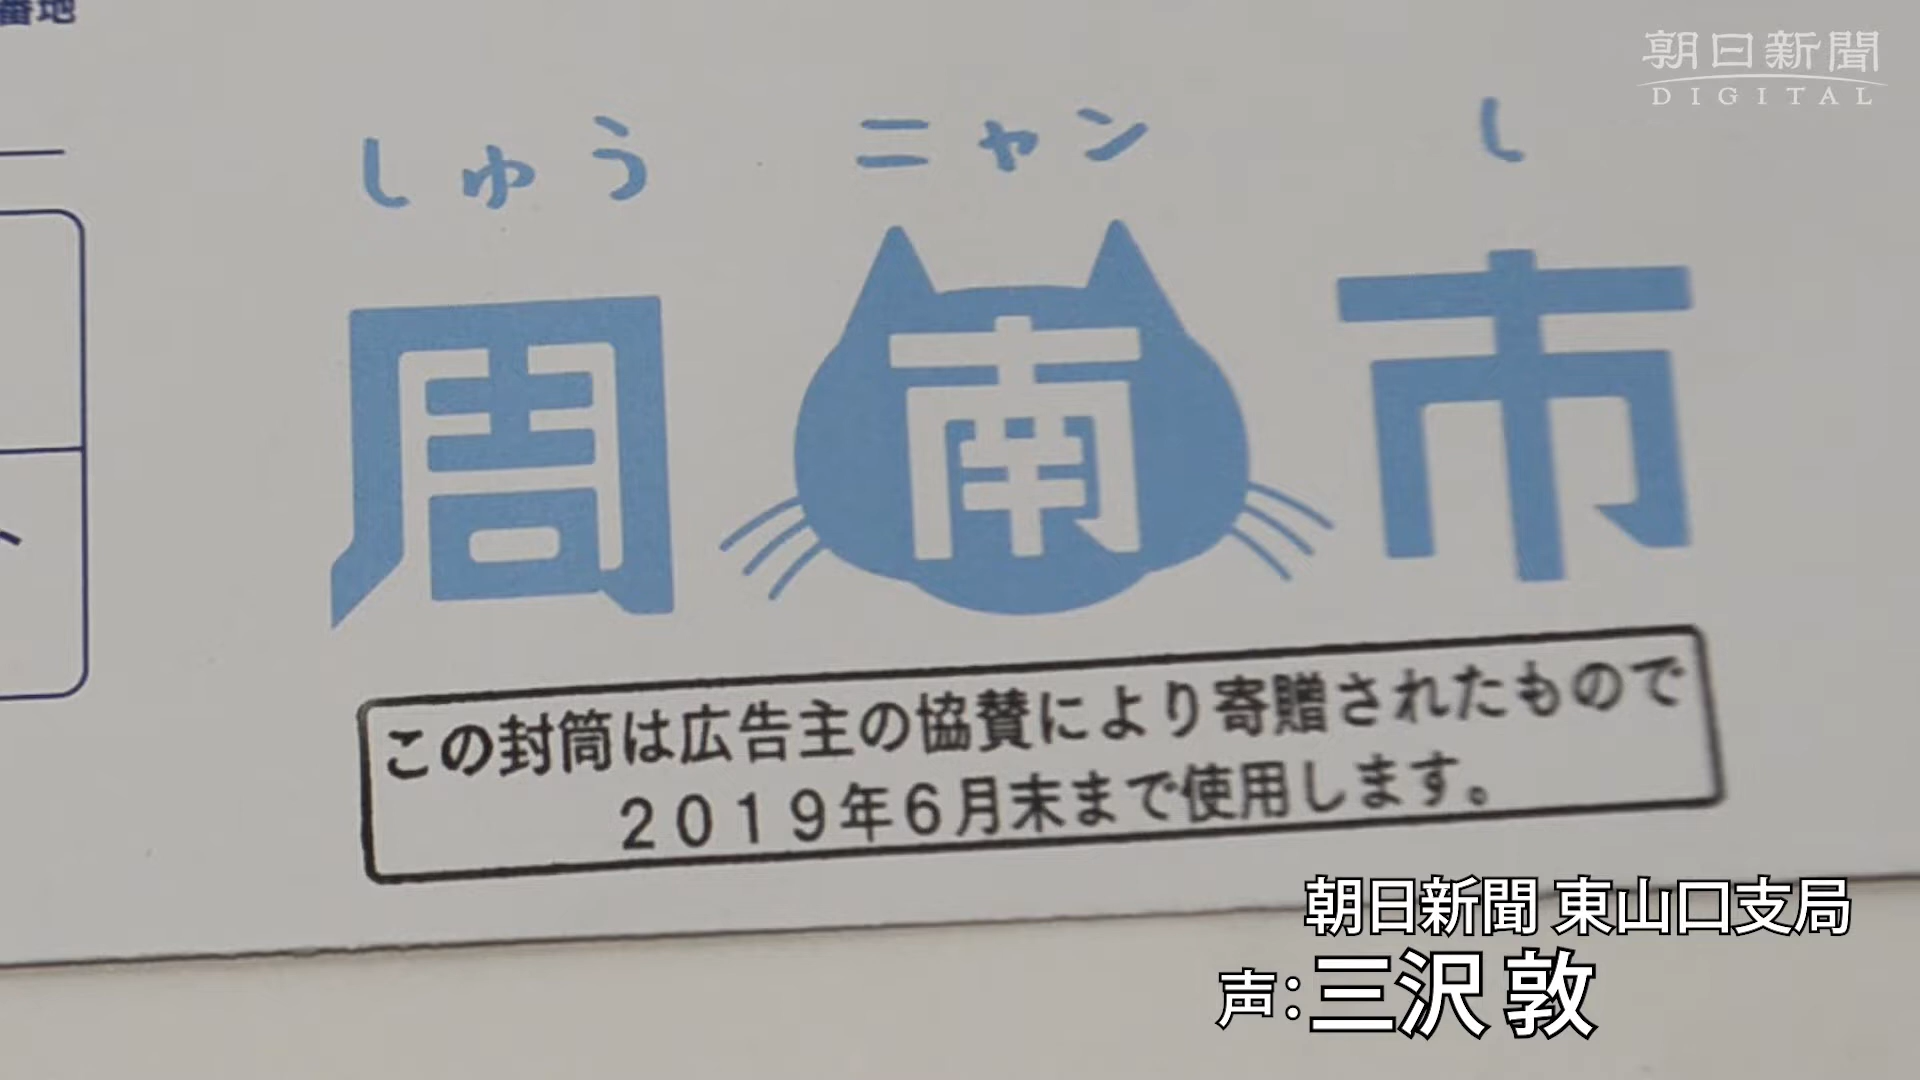 番地
朝日新聞
DIGITAL
しゅう ニャン し
周南市
この封筒は広告主の協賛により寄贈されたもので
2019年6月末まで使用します。
朝日新聞 東山口支局
声:三沢 敦